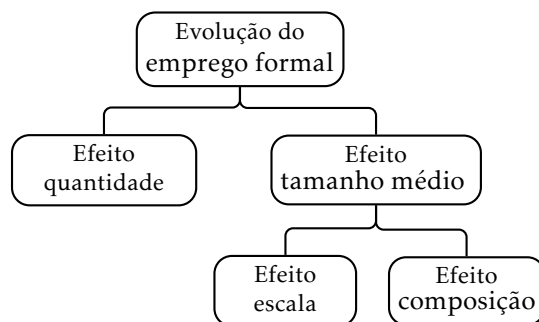 Evolução do
emprego formal
Efeito
quantidade
Efeito
tamanho médio
Efeito
escala
Efeito
composição